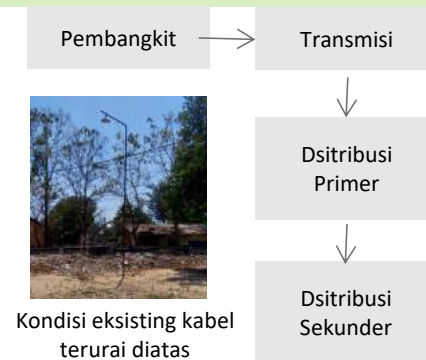 Pembangkit
Transmisi
Dsitribusi
Primer
Dsitribusi
Sekunder
Kondisi eksisting kabel
terurai diatas